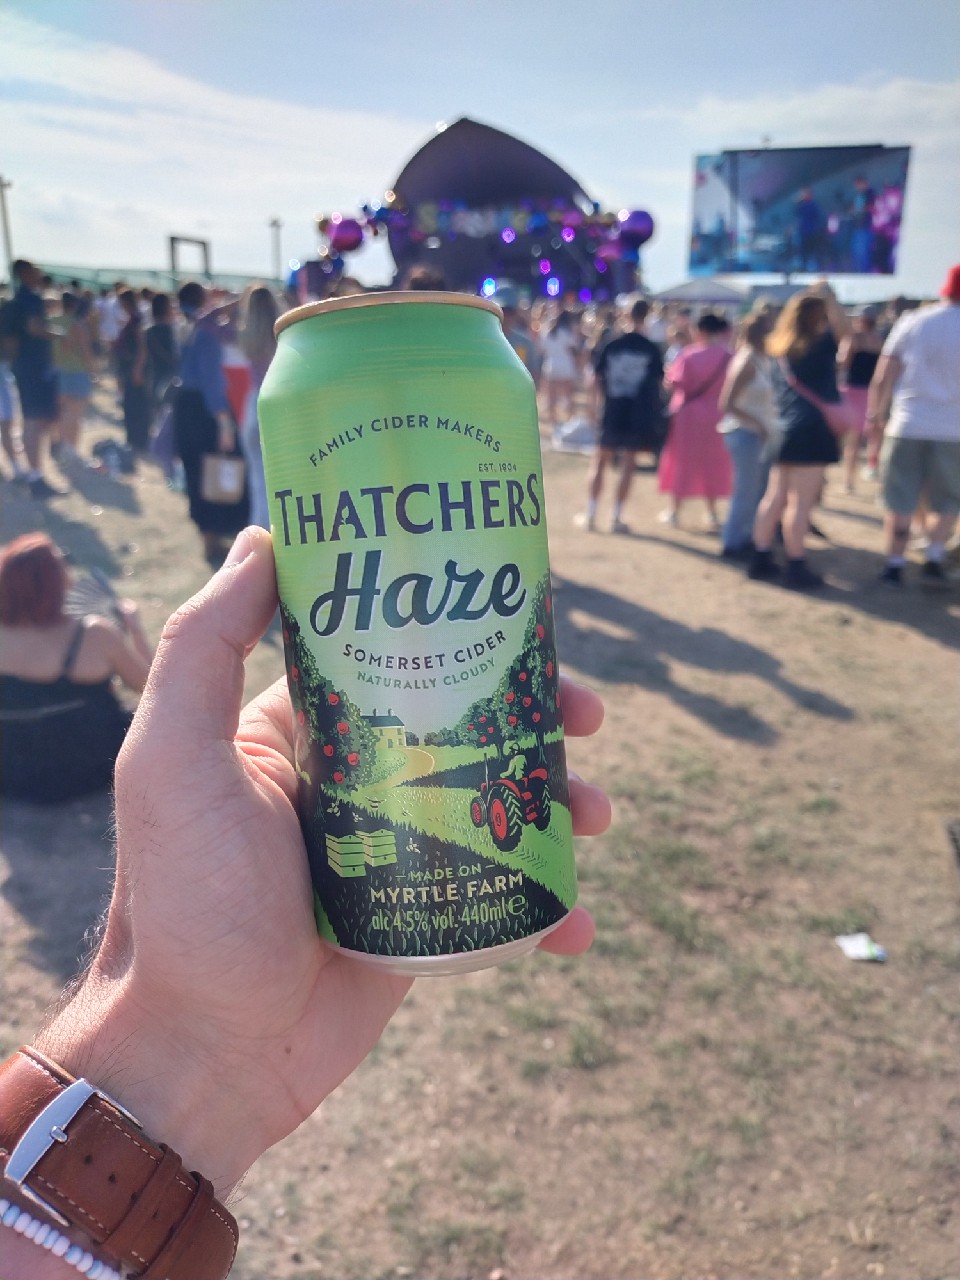 FAMILY CIDER MAKERS
EST. 1904
THATCHERS
Haze
SOMERSET CIDER
NATURALLY CLOUDY
MADE ON
MYRTLE FARM
alc 4.5% vol. 440ml e